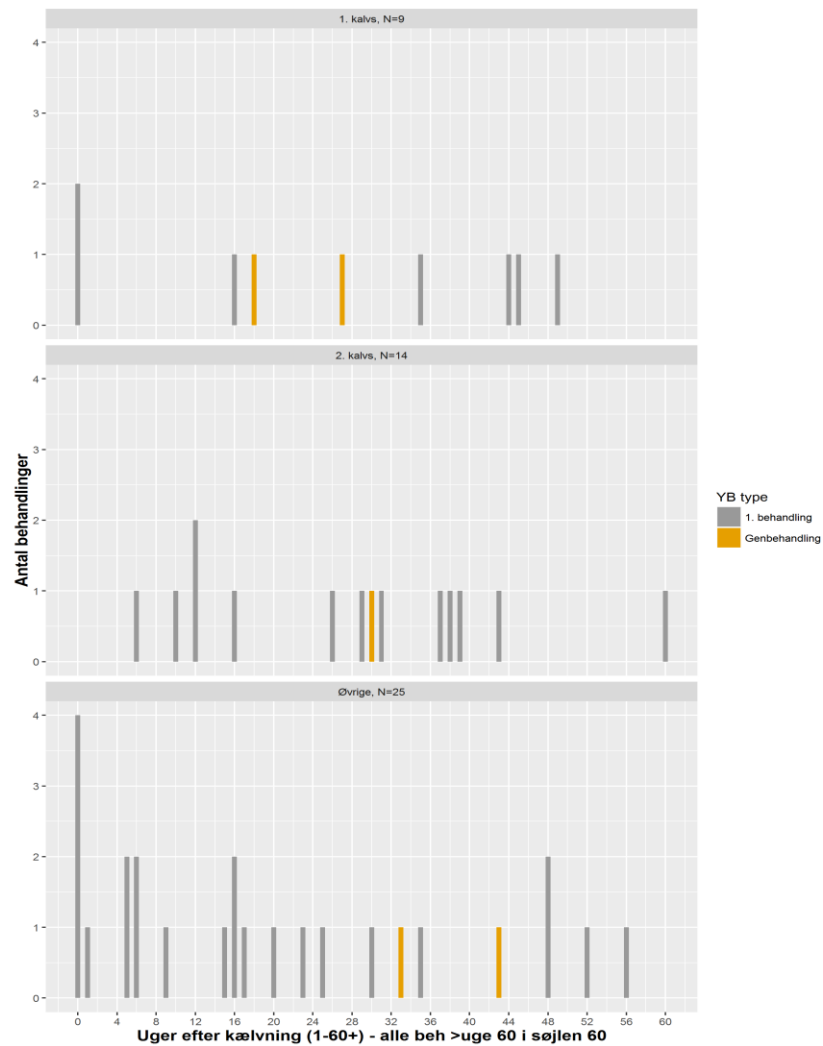 1. kalvs, N=9
4
3
2
1
0
2. kalvs, N=14
4
3
2
1
0
Øvrige, N=25
4
3
2
1
0
Antal behandlinger
0 4 8 12 16 20 24 28 32 36 40 44 48 52 56 60
Uger efter kælvning (1-60+) - alle beh >uge 60 i søjlen 60
YB type
1. behandling
Genbehandling